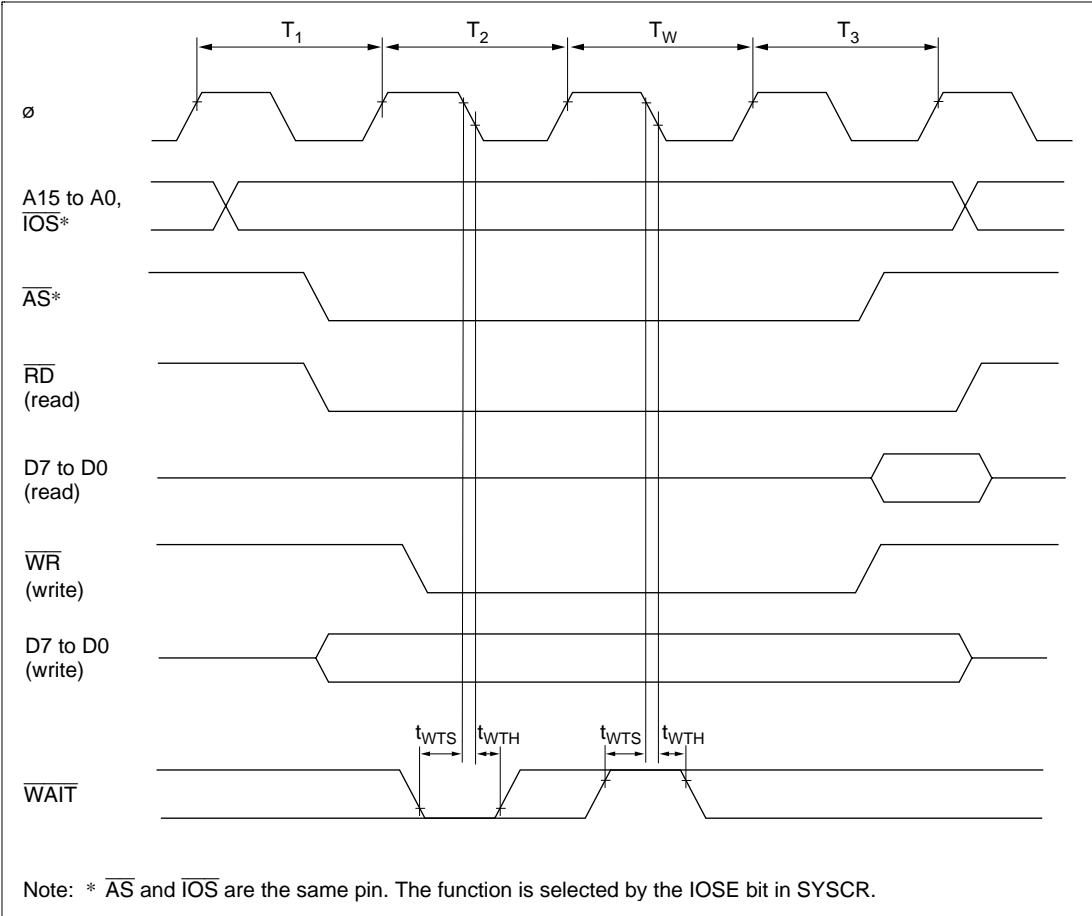 T1 T2 TW T3
ø
A15 to A0,
IOS*
AS*
RD
(read)
D7 to D0
(read)
WR
(write)
D7 to D0
(write)
tWTS tWTH tWTS tWTH
WAIT
Note: * AS and IOS are the same pin. The function is selected by the IOSE bit in SYSCR.